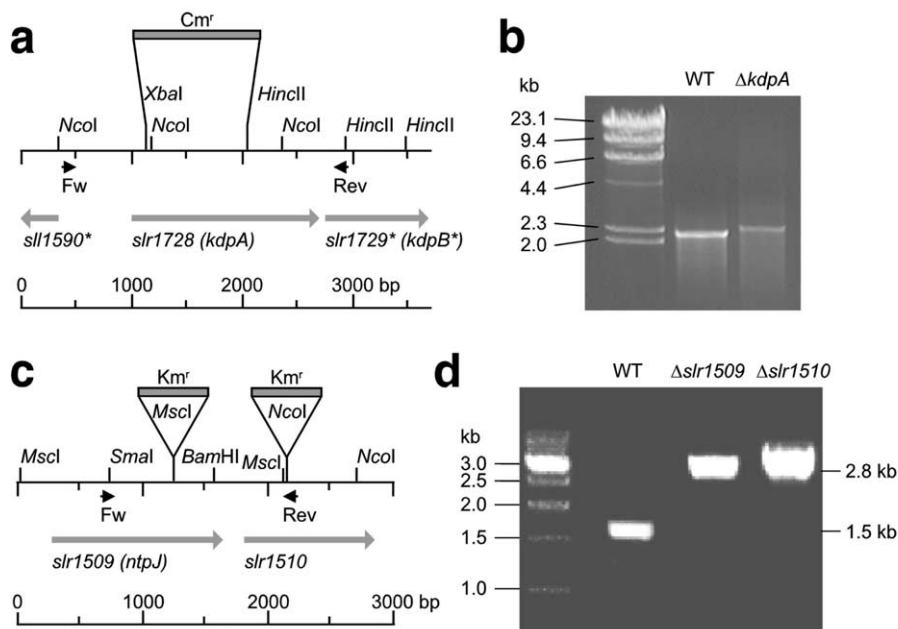 a
Cmʳ
XbaI
HincII
NcoI
NcoI
NcoI
HincII
HincII
Fw
Rev
sll1590*
slr1728 (kdpA)
slr1729* (kdpB*)
0
1000
2000
3000 bp
b
kb
WT
ΔkdpA
23.1
9.4
6.6
4.4
2.3
2.0
c
Kmʳ
Kmʳ
MscI
NcoI
MscI
SmaI
BamHI
MscI
NcoI
Fw
Rev
slr1509 (ntpJ)
slr1510
0
1000
2000
3000 bp
d
WT
Δslr1509
Δslr1510
kb
3.0
2.5
2.0
1.5
1.0
2.8 kb
1.5 kb